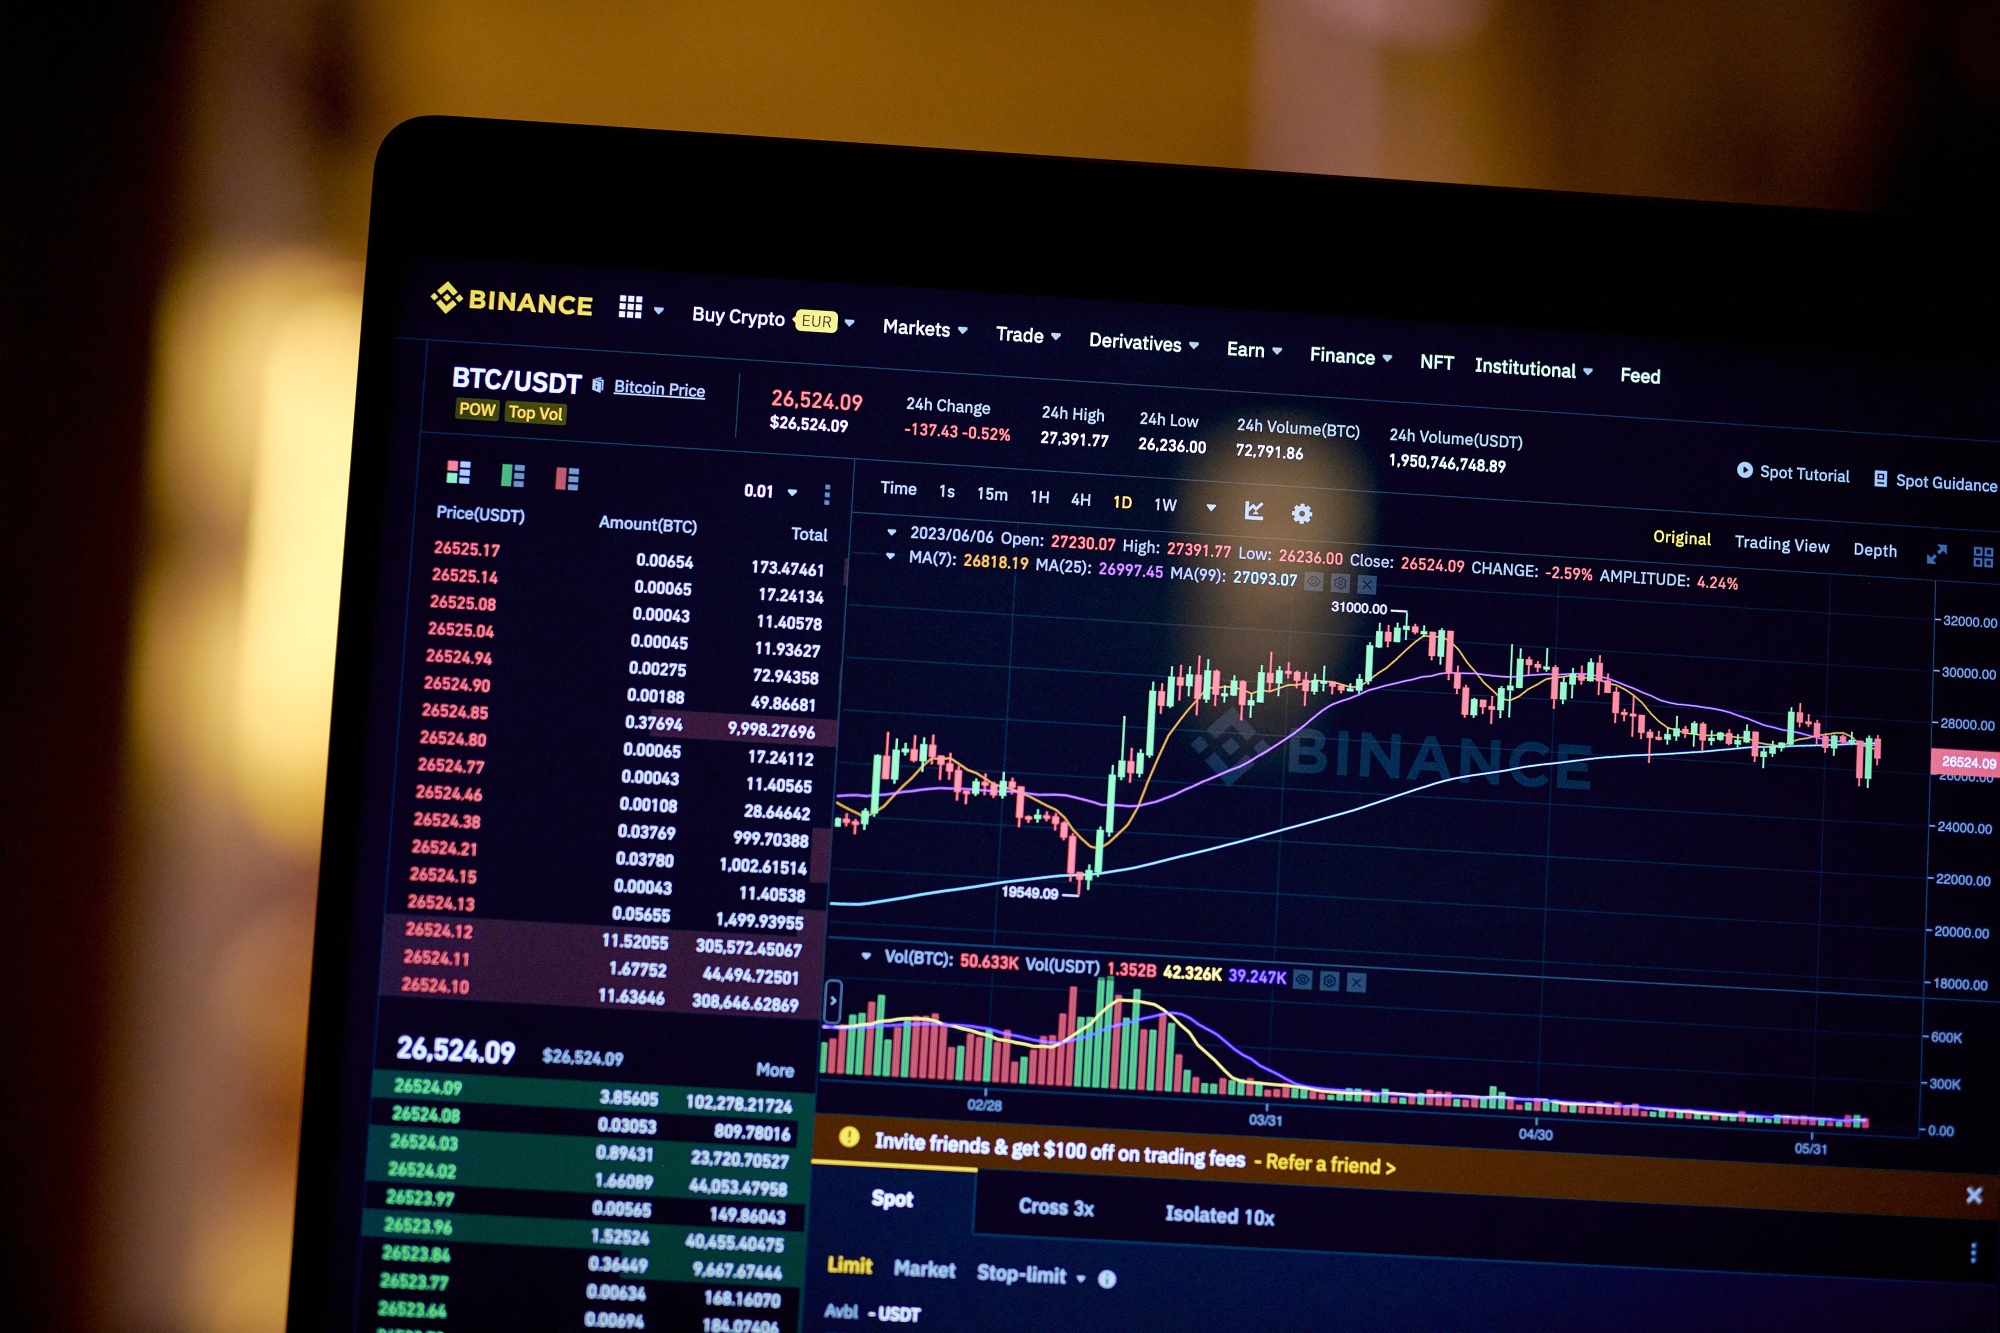 BINANCE
Buy Crypto EUR Markets Trade Derivatives Earn Finance NFT Institutional Feed
BTC/USDT Bitcoin Price
POW Top Vol
26,524.09
$26,524.09
24h Change
-137.43 -0.52%
24h High
27,391.77
24h Low
26,236.00
24h Volume(BTC)
72,791.86
24h Volume(USDT)
1,950,746,748.89
Spot Tutorial Spot Guidance
0.01
Price(USDT) Amount(BTC) Total
26525.17 0.00654 173.47461
26525.14 0.00065 17.24134
26525.08 0.00043 11.40578
26525.04 0.00045 11.93627
26524.94 0.00275 72.94358
26524.90 0.00188 49.86681
26524.85 0.37694 9,998.27696
26524.80 0.00065 17.24112
26524.77 0.00043 11.40565
26524.46 0.00108 28.64642
26524.38 0.03769 999.70388
26524.21 0.03780 1,002.61514
26524.15 0.00043 11.40538
26524.13 0.05655 1,499.93955
26524.12 11.52055 305,572.45067
26524.11 1.67752 44,494.72501
26524.10 11.63646 308,646.62869
26,524.09 $26,524.09 More
26524.09 3.85605 102,278.21724
26524.08 0.03053 809.78016
26524.03 0.89431 23,720.70527
26524.02 1.66089 44,053.47958
26523.97 0.00565 149.86043
26523.96 1.52524 40,455.40475
26523.84 0.36449 9,667.67444
26523.77 0.00634 168.16070
26523.64 0.00694 184.07406
Time 1s 15m 1H 4H 1D 1W
Original Trading View Depth
2023/06/06 Open: 27230.07 High: 27391.77 Low: 26236.00 Close: 26524.09 CHANGE: -2.59% AMPLITUDE: 4.24%
MA(7): 26818.19 MA(25): 26997.45 MA(99): 27093.07
31000.00
19549.09
BINANCE
32000.00
30000.00
28000.00
26524.09
26000.00
24000.00
22000.00
20000.00
18000.00
Vol(BTC): 50.633K Vol(USDT) 1.352B 42.326K 39.247K
600K
300K
0.00
02/28 03/31 04/30 05/31
Invite friends & get $100 off on trading fees - Refer a friend >
Spot Cross 3x Isolated 10x
Limit Market Stop-limit
Avbl - USDT